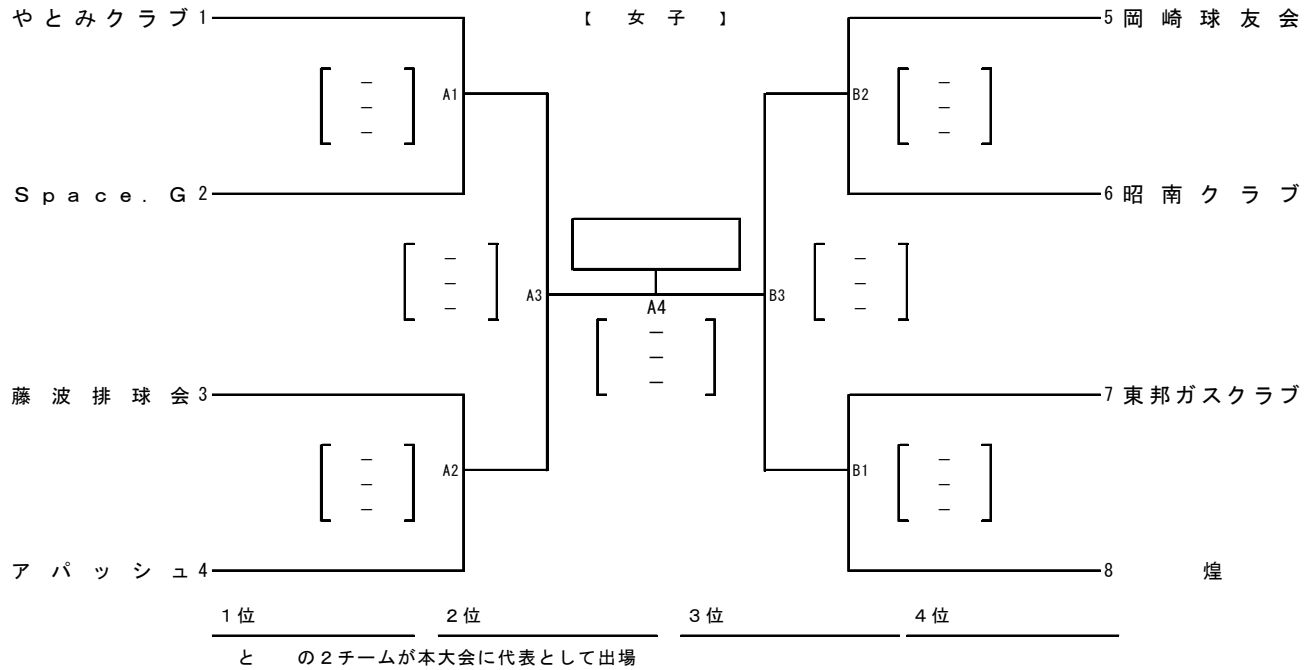 やとみクラブ 1 【 女 子 】 5 岡崎球友会
[ － － － ] A1 B2 [ － － － ]
Space.G 2 6 昭南クラブ
[ － － － ] A3 A4 B3 [ － － － ]
[ － － － ]
藤波排球会 3 7 東邦ガスクラブ
[ － － － ] A2 B1 [ － － － ]
アパッシュ 4 8 煌
1位 2位 3位 4位
と の2チームが本大会に代表として出場